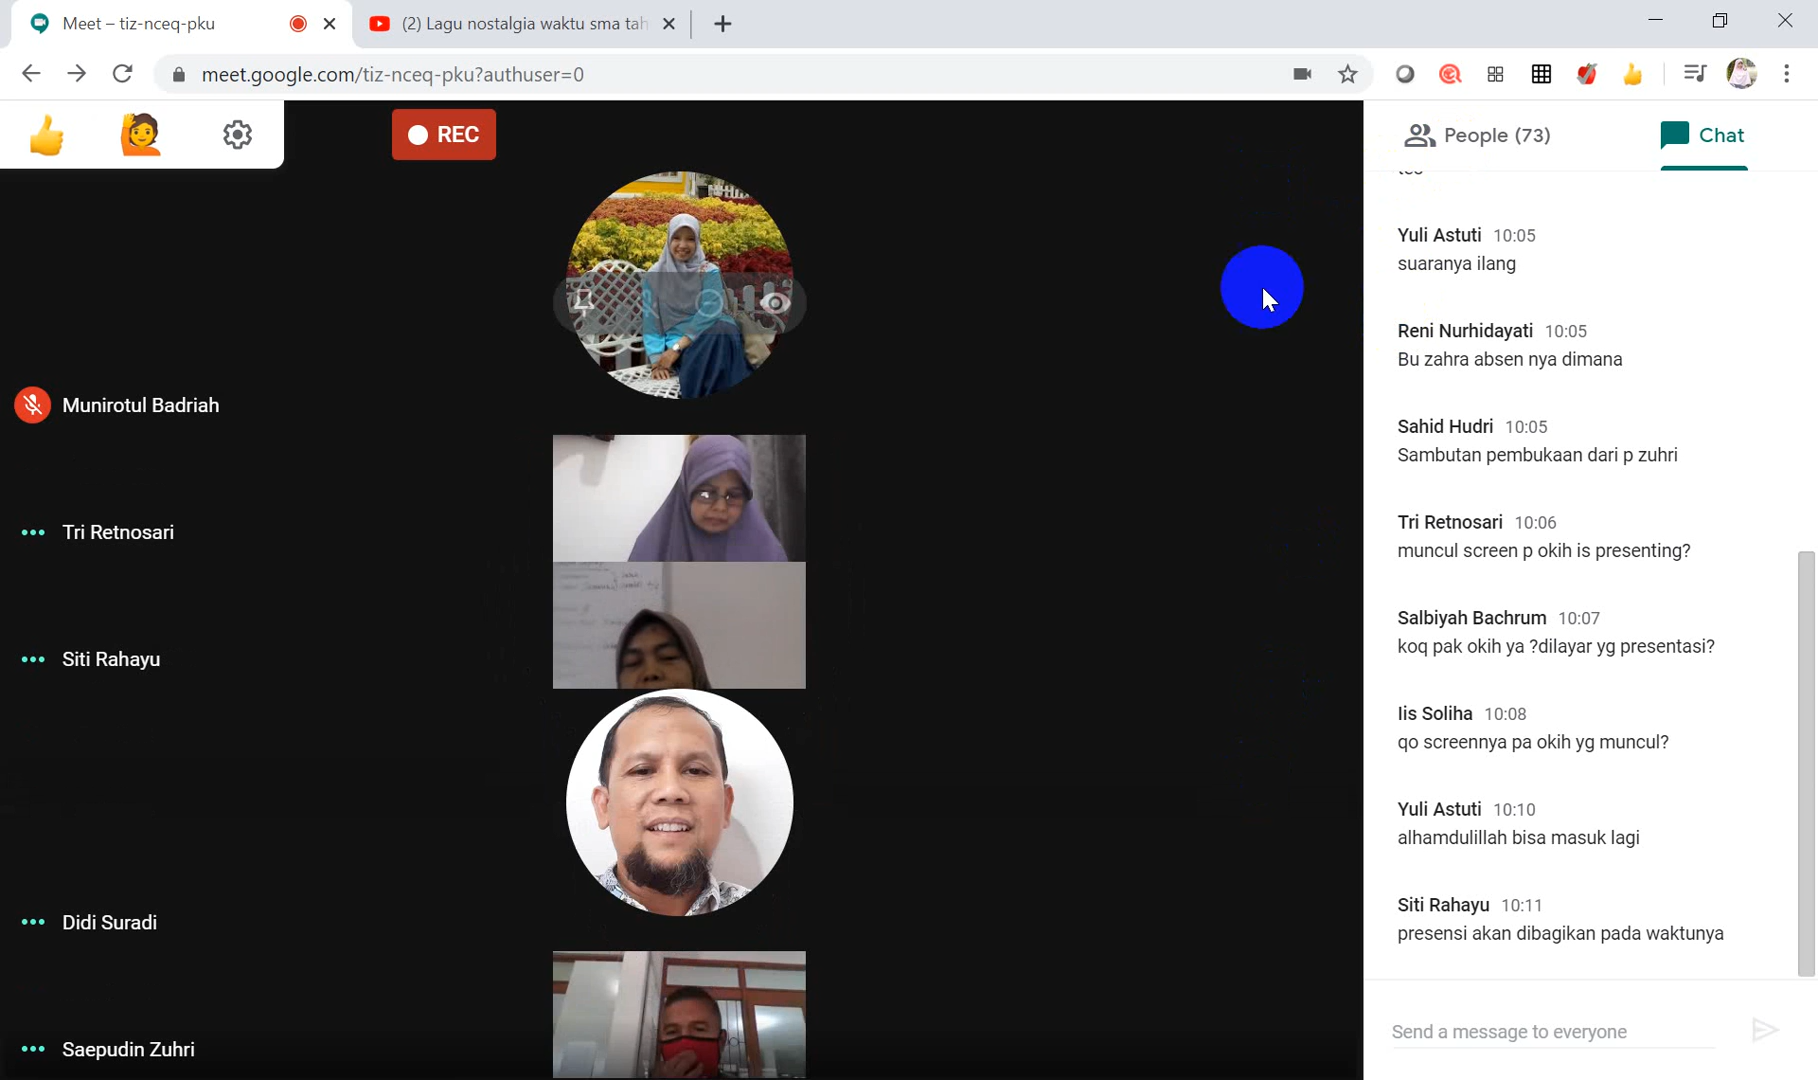 Meet – tiz-nceq-pku
(2) Lagu nostalgia waktu sma tah
meet.google.com/tiz-nceq-pku?authuser=0
REC
People (73)
Chat
Yuli Astuti 10:05
suaranya ilang
Reni Nurhidayati 10:05
Bu zahra absen nya dimana
Sahid Hudri 10:05
Sambutan pembukaan dari p zuhri
Tri Retnosari 10:06
muncul screen p okih is presenting?
Salbiyah Bachrum 10:07
koq pak okih ya ?dilayar yg presentasi?
Iis Soliha 10:08
qo screennya pa okih yg muncul?
Yuli Astuti 10:10
alhamdulillah bisa masuk lagi
Siti Rahayu 10:11
presensi akan dibagikan pada waktunya
Send a message to everyone
Munirotul Badriah
Tri Retnosari
Siti Rahayu
Didi Suradi
Saepudin Zuhri